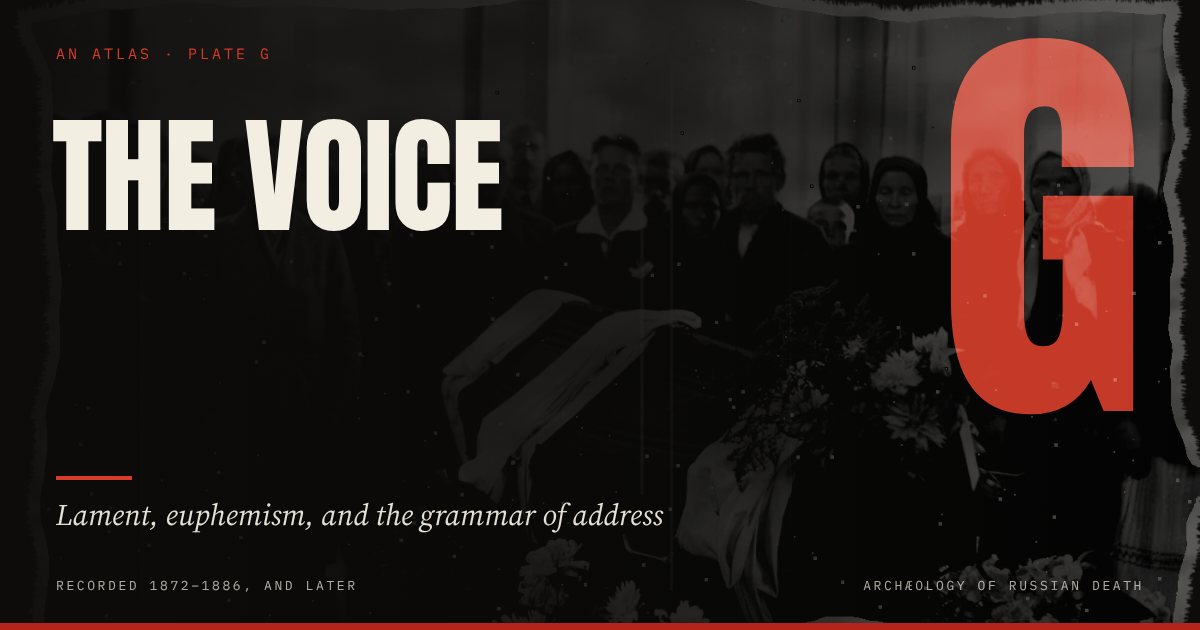 AN ATLAS · PLATE G
G
THE VOICE
Lament, euphemism, and the grammar of address
RECORDED 1872–1886, AND LATER
ARCHÆOLOGY OF RUSSIAN DEATH